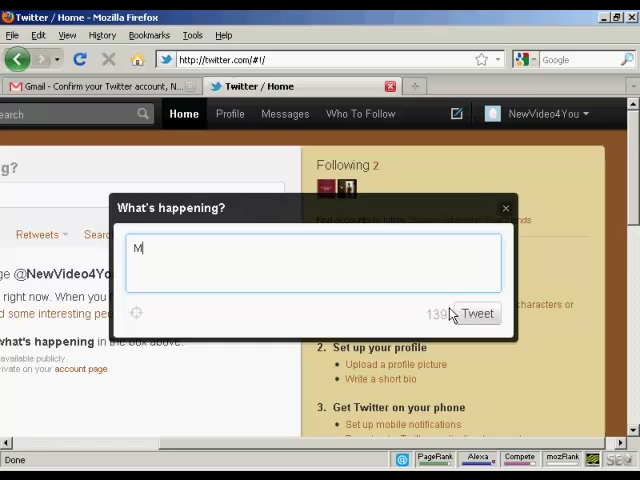 Twitter / Home - Mozilla Firefox
File Edit View History Bookmarks Tools Help
http://twitter.com/#!/
Google
Gmail - Confirm your Twitter account, N...
Twitter / Home
earch
Home Profile Messages Who To Follow NewVideo4You
g?
Following 2
What's happening?
M
139
Tweet
Retweets
Searc
ge @NewVideo4Yo
right now. When you
d some interesting peop
what's happening in the box above.
available publicly.
rivate on your account page.
characters or
2. Set up your profile
Upload a profile picture
Write a short bio
3. Get Twitter on your phone
Set up mobile notifications
Done
PageRank
Alexa
Compete
mozRank
SEO